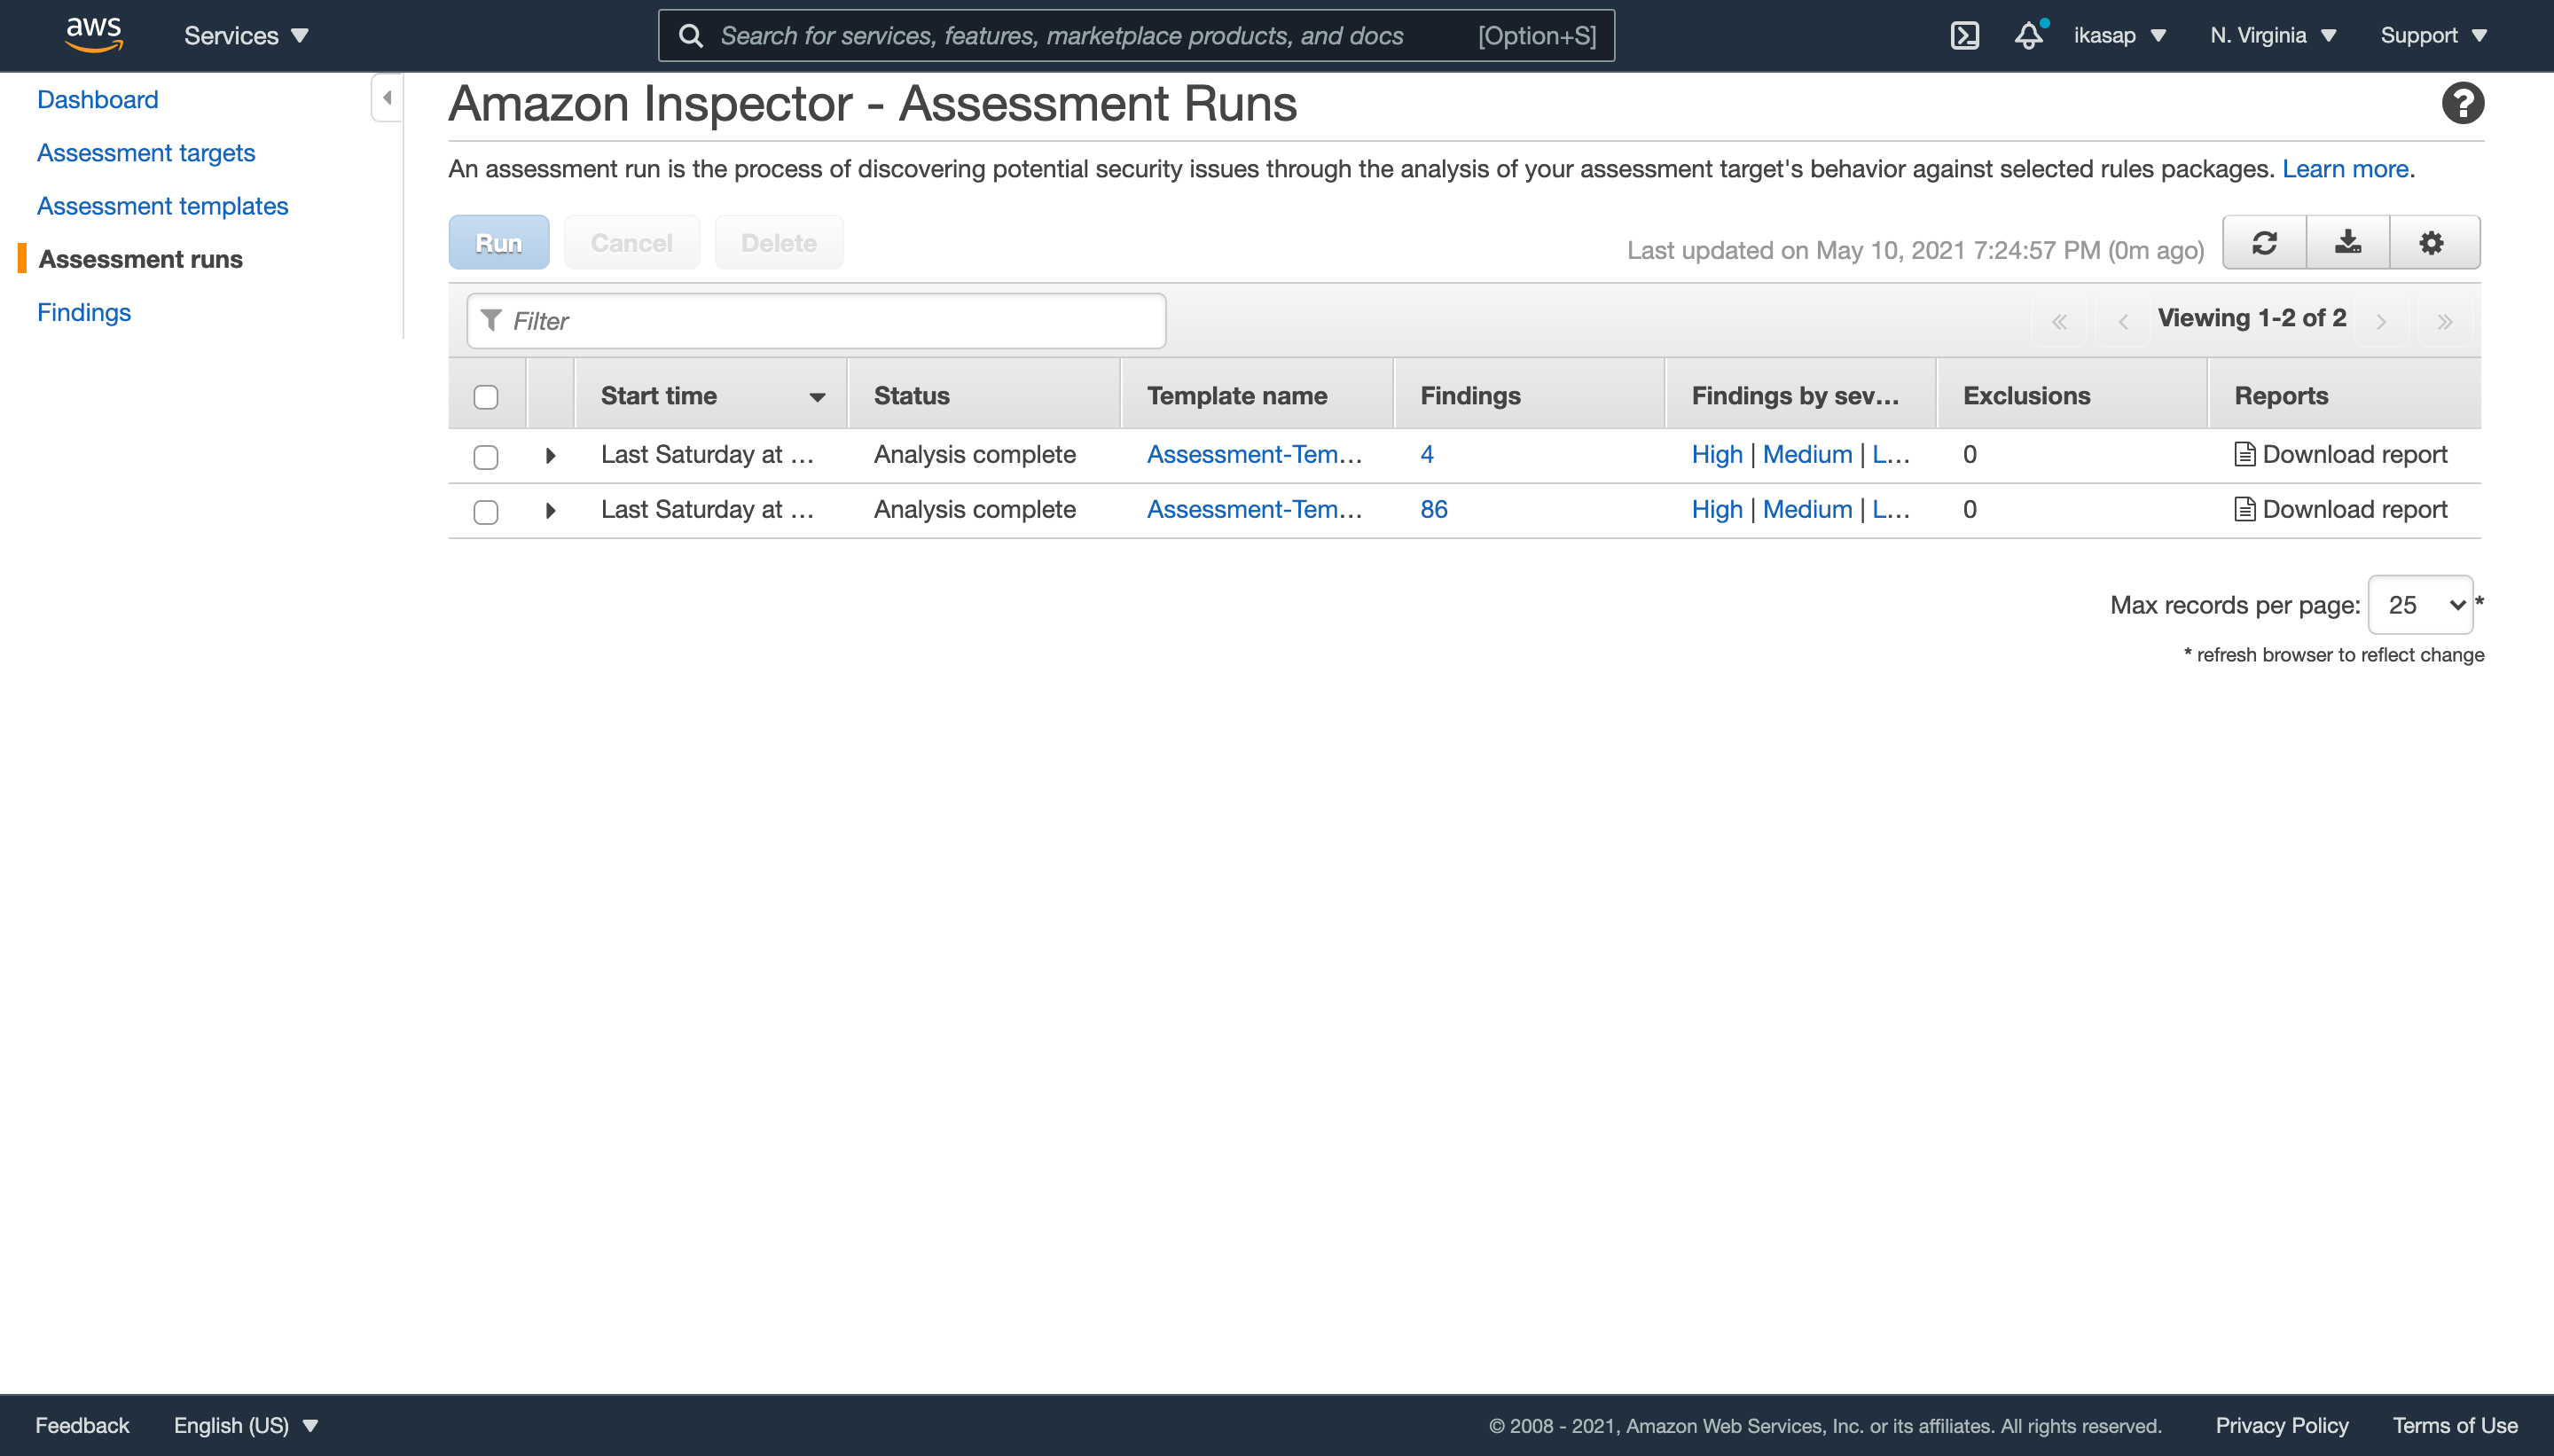 aws Services Search for services, features, marketplace products, and docs [Option+S] ikasap N. Virginia Support
Dashboard
Assessment targets
Assessment templates
Assessment runs
Findings
Amazon Inspector - Assessment Runs
An assessment run is the process of discovering potential security issues through the analysis of your assessment target's behavior against selected rules packages. Learn more.
Run Cancel Delete Last updated on May 10, 2021 7:24:57 PM (0m ago)
Filter Viewing 1-2 of 2
Start time Status Template name Findings Findings by sev... Exclusions Reports
Last Saturday at ... Analysis complete Assessment-Tem... 4 High | Medium | L... 0 Download report
Last Saturday at ... Analysis complete Assessment-Tem... 86 High | Medium | L... 0 Download report
Max records per page: 25 *
* refresh browser to reflect change
Feedback English (US) © 2008 - 2021, Amazon Web Services, Inc. or its affiliates. All rights reserved. Privacy Policy Terms of Use